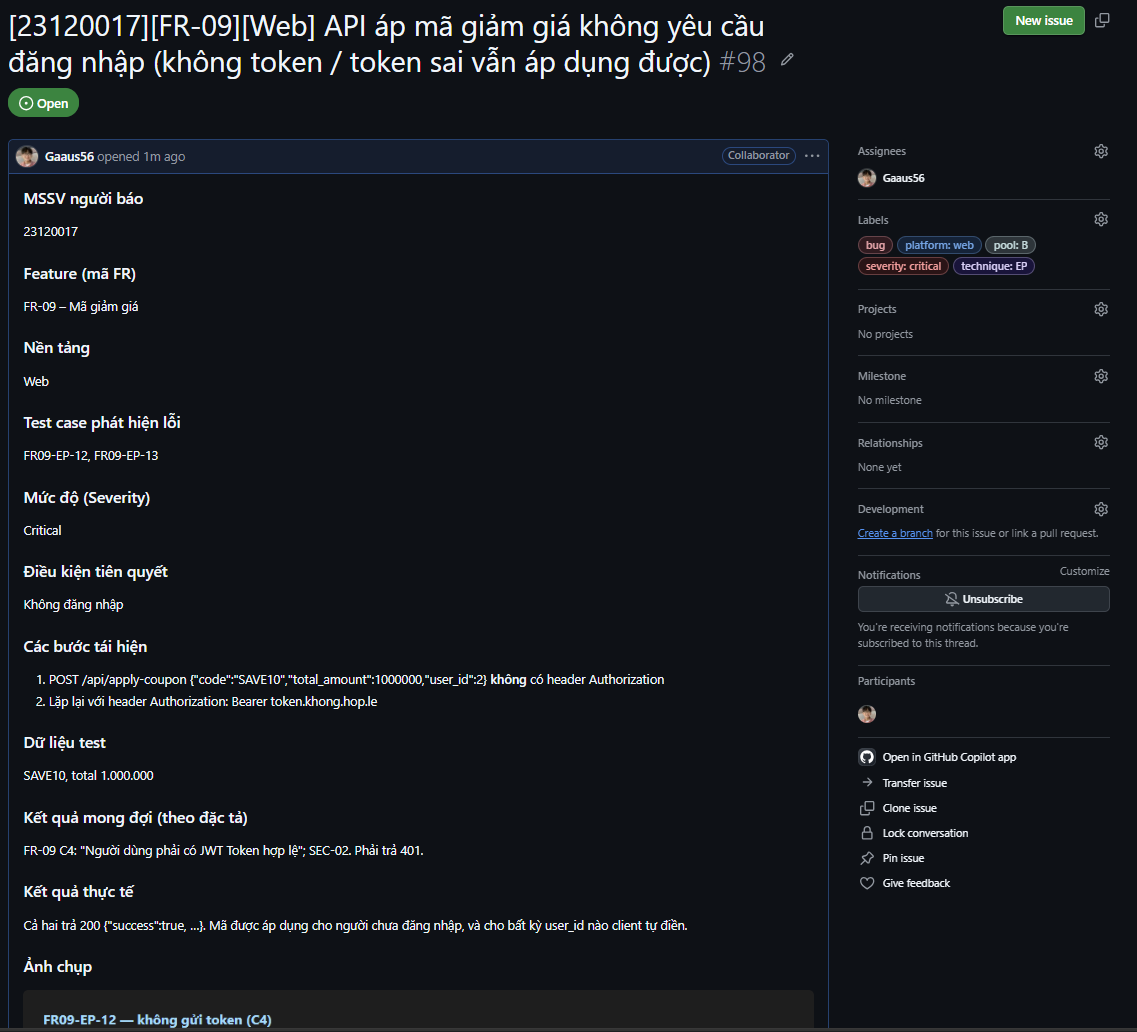 [23120017][FR-09][Web] API áp mã giảm giá không yêu cầu
đăng nhập (không token / token sai vẫn áp dụng được) #98
New issue
Open
Gaaus56 opened 1m ago
Collaborator
MSSV người báo
23120017
Feature (mã FR)
FR-09 – Mã giảm giá
Nền tảng
Web
Test case phát hiện lỗi
FR09-EP-12, FR09-EP-13
Mức độ (Severity)
Critical
Điều kiện tiên quyết
Không đăng nhập
Các bước tái hiện
1. POST /api/apply-coupon {"code":"SAVE10","total_amount":1000000,"user_id":2} không có header Authorization
2. Lặp lại với header Authorization: Bearer token.khong.hop.le
Dữ liệu test
SAVE10, total 1.000.000
Kết quả mong đợi (theo đặc tả)
FR-09 C4: "Người dùng phải có JWT Token hợp lệ"; SEC-02. Phải trả 401.
Kết quả thực tế
Cả hai trả 200 {"success":true, ...}. Mã được áp dụng cho người chưa đăng nhập, và cho bất kỳ user_id nào client tự điền.
Ảnh chụp
FR09-EP-12 — không gửi token (C4)
Assignees
Gaaus56
Labels
bug platform: web pool: B
severity: critical technique: EP
Projects
No projects
Milestone
No milestone
Relationships
None yet
Development
Create a branch for this issue or link a pull request.
Notifications Customize
Unsubscribe
You're receiving notifications because you're
subscribed to this thread.
Participants
Open in GitHub Copilot app
Transfer issue
Clone issue
Lock conversation
Pin issue
Give feedback